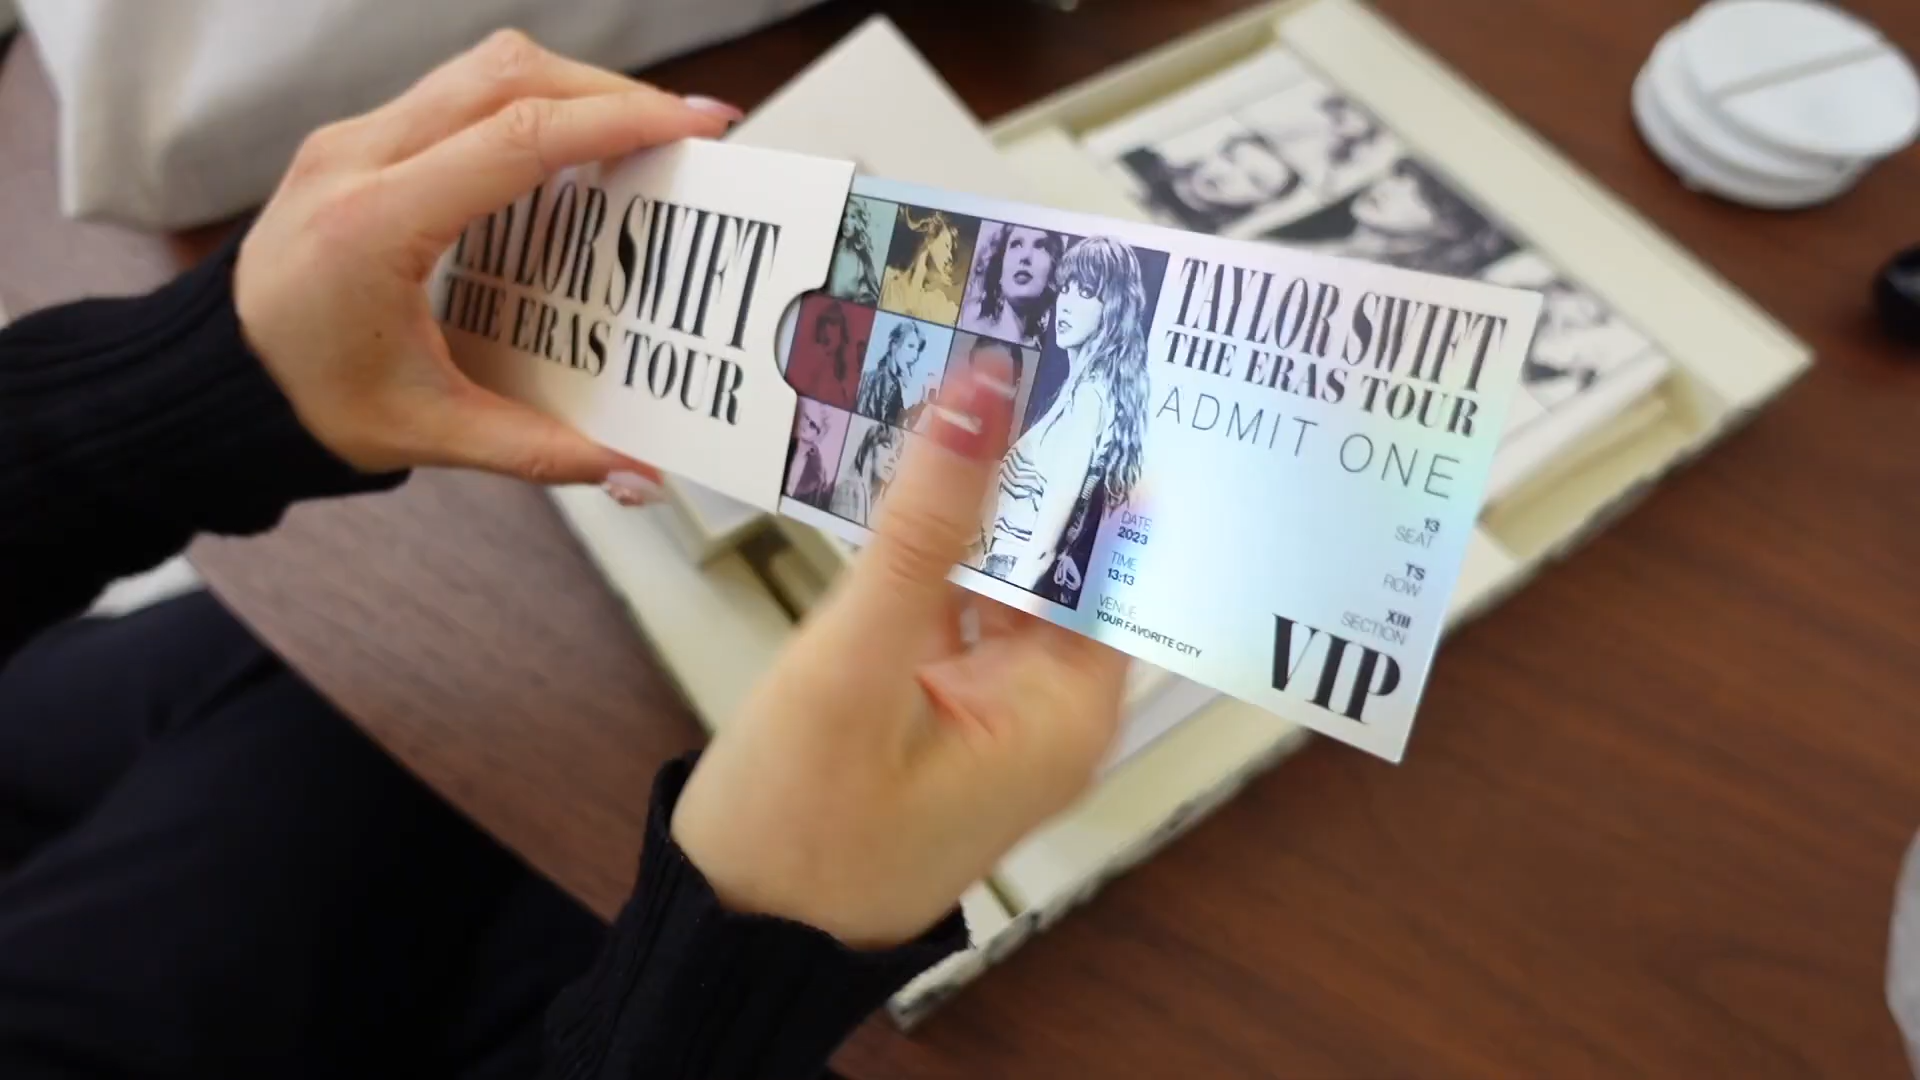 TAYLOR SWIFT
THE ERAS TOUR
TAYLOR SWIFT
THE ERAS TOUR
ADMIT ONE
DATE
2023
TIME
13:13
VENUE
YOUR FAVORITE CITY
13
SEAT
TS
ROW
XIII
SECTION
VIP